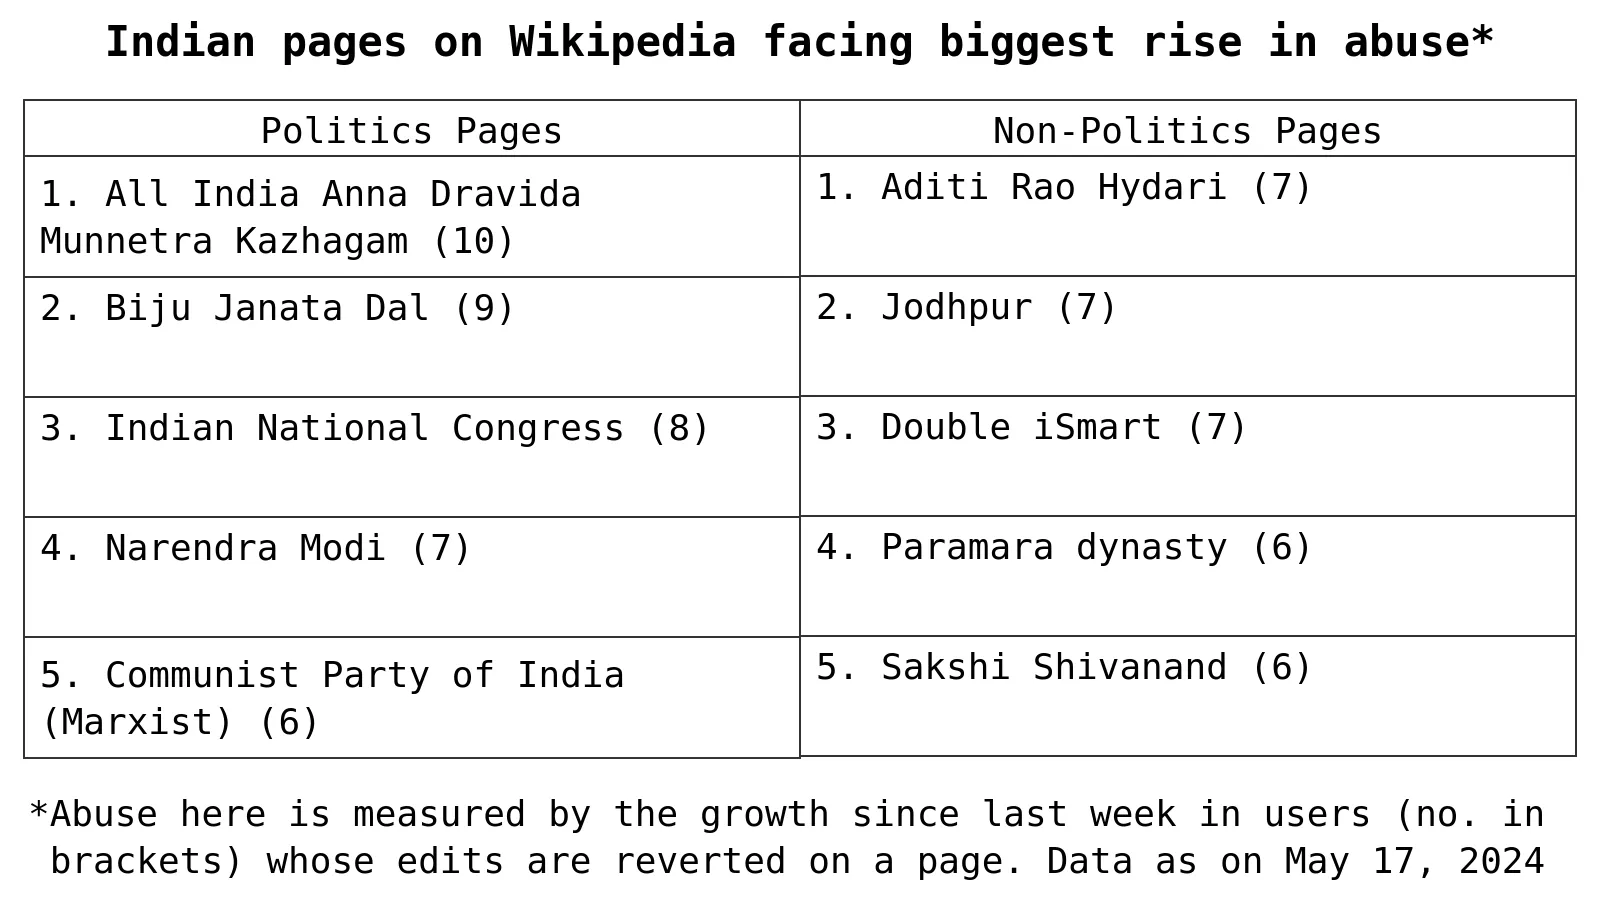 Indian pages on Wikipedia facing biggest rise in abuse*
Politics Pages
Non-Politics Pages
1. All India Anna Dravida
Munnetra Kazhagam (10)
1. Aditi Rao Hydari (7)
2. Biju Janata Dal (9)
2. Jodhpur (7)
3. Indian National Congress (8)
3. Double iSmart (7)
4. Narendra Modi (7)
4. Paramara dynasty (6)
5. Communist Party of India
(Marxist) (6)
5. Sakshi Shivanand (6)
*Abuse here is measured by the growth since last week in users (no. in
brackets) whose edits are reverted on a page. Data as on May 17, 2024